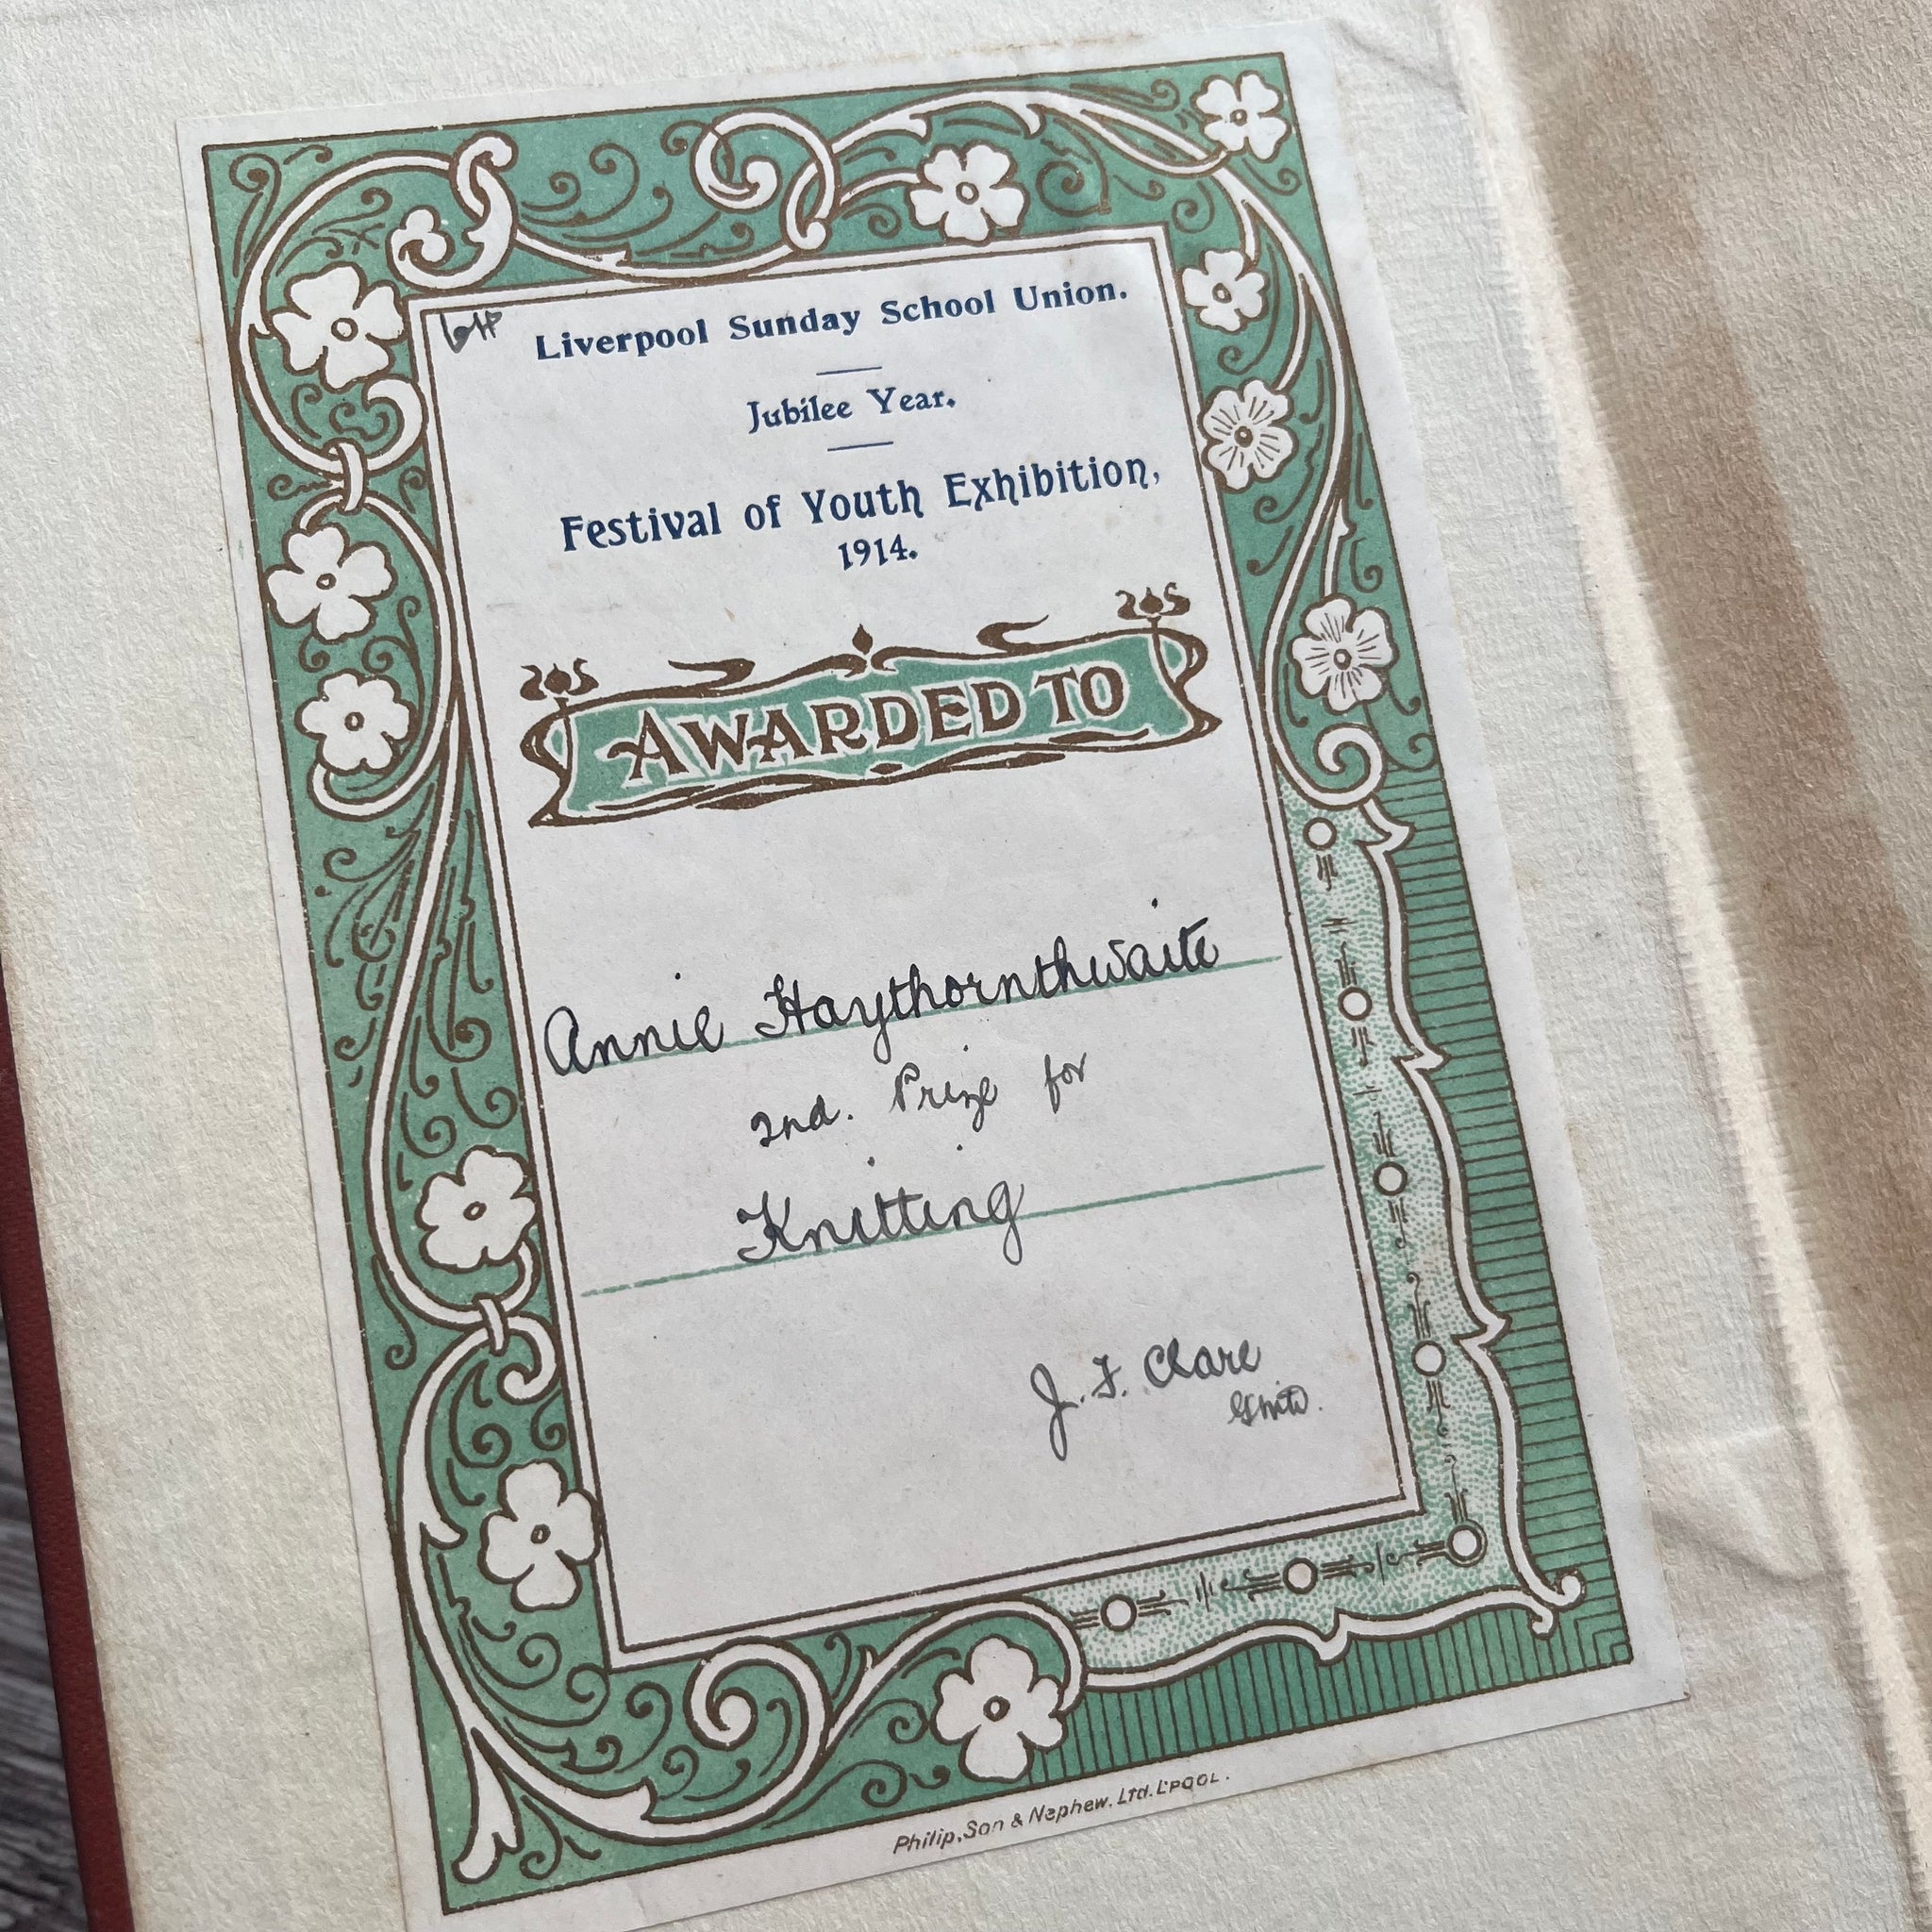 Liverpool Sunday School Union.
Jubilee Year.
Festival of Youth Exhibition,
1914.
AWARDED TO
Annie Haythornthwaite
2nd. Prize for
Knitting
J. F. Clare
Philip, Son & Nephew. Ltd. L'POOL.